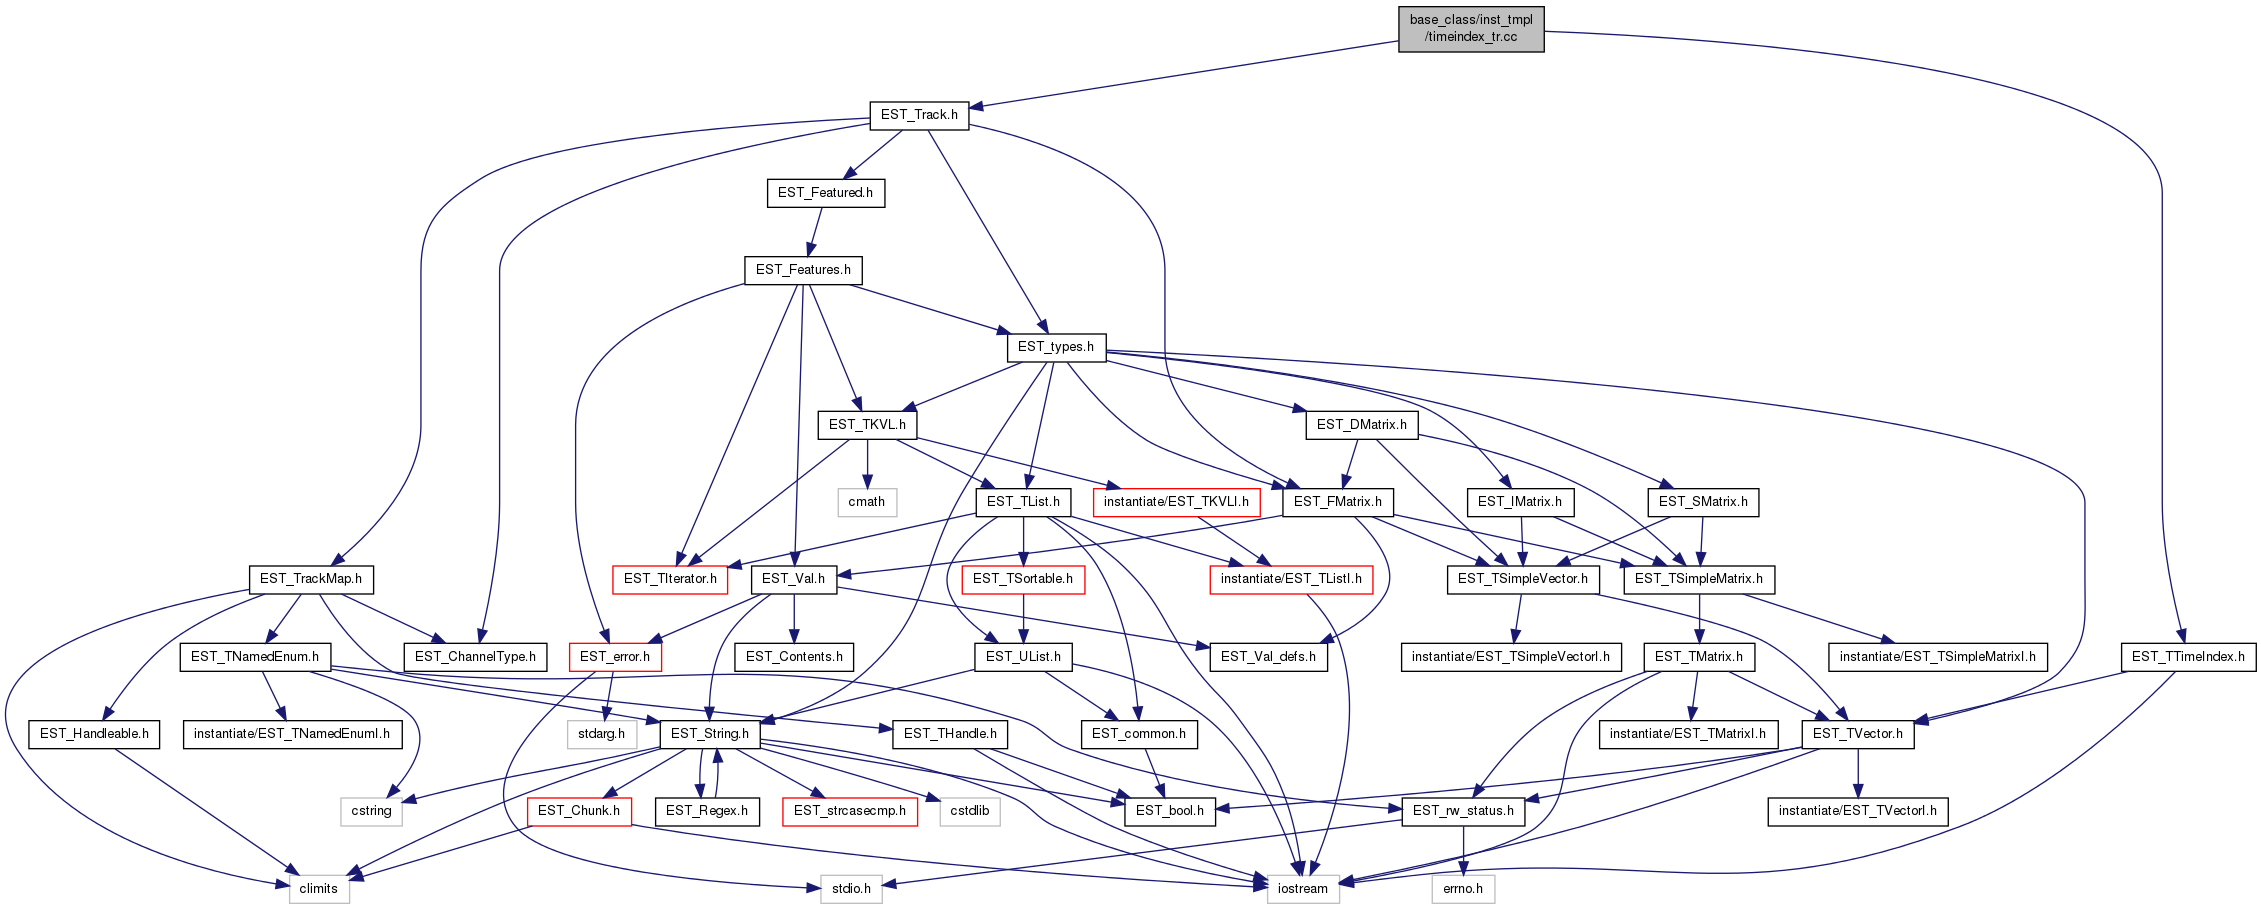 base_class/inst_tmpl
/timeindex_tr.cc
EST_Track.h
EST_Featured.h
EST_Features.h
EST_types.h
EST_TKVL.h
EST_DMatrix.h
cmath
EST_TList.h
instantiate/EST_TKVLI.h
EST_FMatrix.h
EST_IMatrix.h
EST_SMatrix.h
EST_TrackMap.h
EST_TIterator.h
EST_Val.h
EST_TSortable.h
instantiate/EST_TListI.h
EST_TSimpleVector.h
EST_TSimpleMatrix.h
EST_TNamedEnum.h
EST_ChannelType.h
EST_error.h
EST_Contents.h
EST_UList.h
EST_Val_defs.h
instantiate/EST_TSimpleVectorI.h
EST_TMatrix.h
instantiate/EST_TSimpleMatrixI.h
EST_TTimeIndex.h
EST_Handleable.h
instantiate/EST_TNamedEnumI.h
stdarg.h
EST_String.h
EST_THandle.h
EST_common.h
instantiate/EST_TMatrixI.h
EST_TVector.h
cstring
EST_Chunk.h
EST_Regex.h
EST_strcasecmp.h
cstdlib
EST_bool.h
EST_rw_status.h
instantiate/EST_TVectorI.h
climits
stdio.h
iostream
errno.h